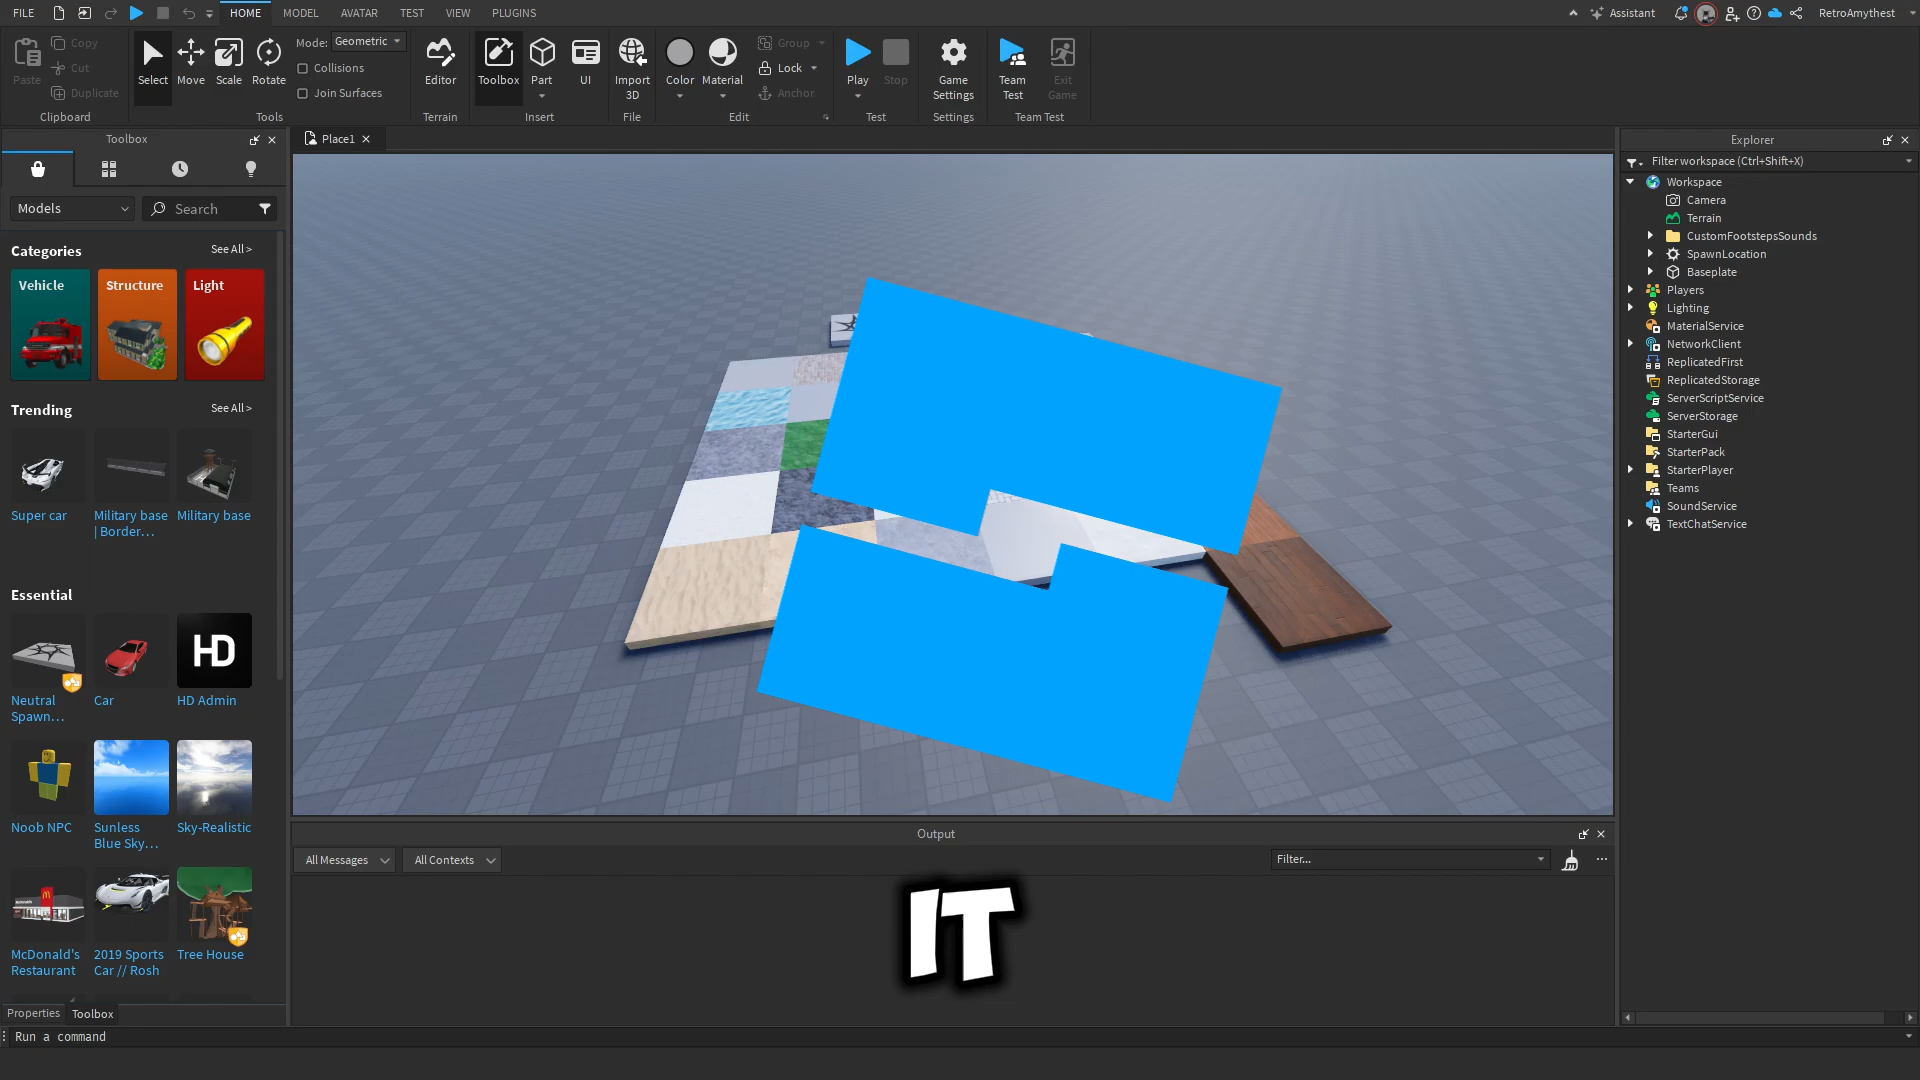 FILE HOME MODEL AVATAR TEST VIEW PLUGINS Assistant RetroAmythest
Paste Copy Cut Duplicate
Clipboard
Select Move Scale Rotate Mode: Geometric
Collisions
Join Surfaces
Tools
Editor
Terrain
Toolbox Part UI
Insert
Import 3D
File
Color Material Group Lock Anchor
Edit
Play Stop
Test
Game Settings
Settings
Team Test Exit Game
Team Test
Toolbox
Models Search
Categories See All >
Vehicle Structure Light
Trending See All >
Super car Military base Military base
| Border...
Essential
HD
Neutral Car HD Admin
Spawn...
Noob NPC Sunless Sky-Realistic
Blue Sky...
McDonald's 2019 Sports Tree House
Restaurant Car // Rosh
Properties Toolbox
Run a command
Place1
Output
All Messages All Contexts Filter...
IT
Explorer
Filter workspace (Ctrl+Shift+X)
Workspace
Camera
Terrain
CustomFootstepsSounds
SpawnLocation
Baseplate
Players
Lighting
MaterialService
NetworkClient
ReplicatedFirst
ReplicatedStorage
ServerScriptService
ServerStorage
StarterGui
StarterPack
StarterPlayer
Teams
SoundService
TextChatService